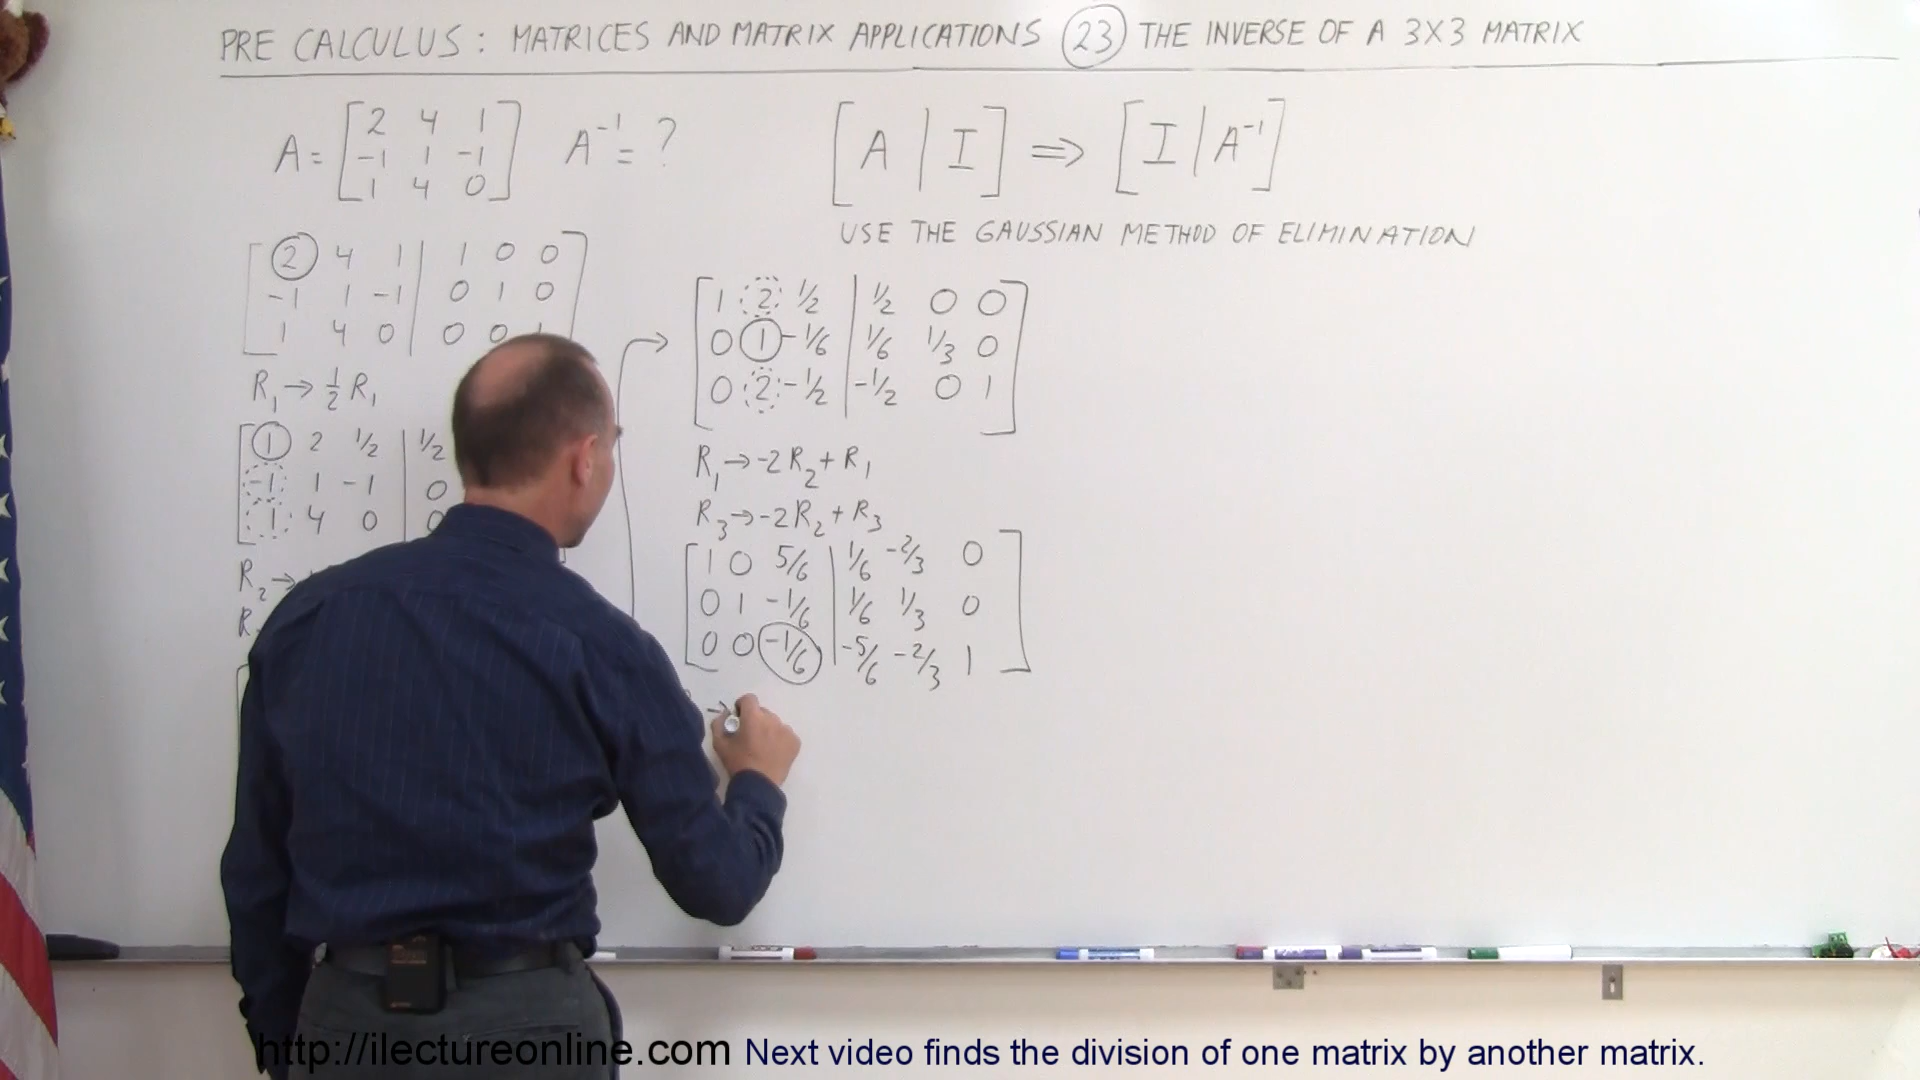 PRE CALCULUS: MATRICES AND MATRIX APPLICATIONS 23 THE INVERSE OF A 3X3 MATRIX
A = [2 4 1
-1 1 -1
1 4 0]
A⁻¹ = ?
[A | I] ⇒ [I | A⁻¹]
USE THE GAUSSIAN METHOD OF ELIMINATION
2 4 1 | 1 0 0
-1 1 -1 | 0 1 0
1 4 0 | 0 0 1
R₁ → ½ R₁
1 2 1/2 | 1/2
-1 1 -1 | 0
1 4 0 | 0
R₂ →
R
1 2 1/2 | 1/2 0 0
0 1 -1/6 | 1/6 1/3 0
0 2 -1/2 | -1/2 0 1
R₁ → -2R₂ + R₁
R₃ → -2R₂ + R₃
1 0 5/6 | 1/6 -2/3 0
0 1 -1/6 | 1/6 1/3 0
0 0 -1/6 | -5/6 -2/3 1
→
http://ilectureonline.com Next video finds the division of one matrix by another matrix.